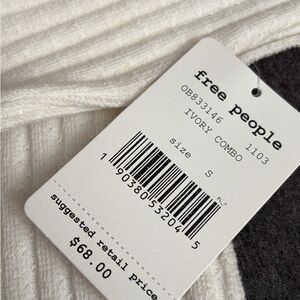 free people
OB833146 1103
IVORY COMBO
size S
1 90380 53204 5
suggested retail price
$68.00